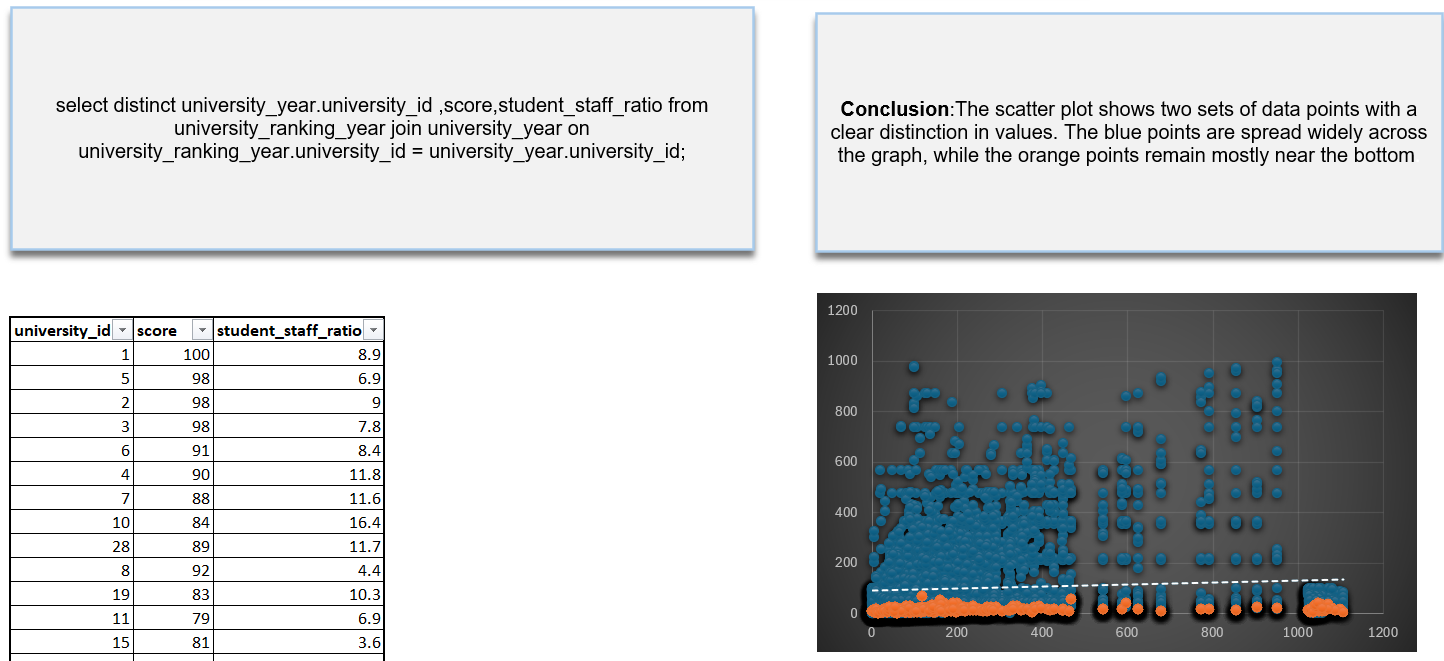 select distinct university_year.university_id ,score,student_staff_ratio from
university_ranking_year join university_year on
university_ranking_year.university_id = university_year.university_id;
Conclusion:The scatter plot shows two sets of data points with a
clear distinction in values. The blue points are spread widely across
the graph, while the orange points remain mostly near the bottom
university_id score student_staff_ratio
1 100 8.9
5 98 6.9
2 98 9
3 98 7.8
6 91 8.4
4 90 11.8
7 88 11.6
10 84 16.4
28 89 11.7
8 92 4.4
19 83 10.3
11 79 6.9
15 81 3.6
1200
1000
800
600
400
200
0
0 200 400 600 800 1000 1200